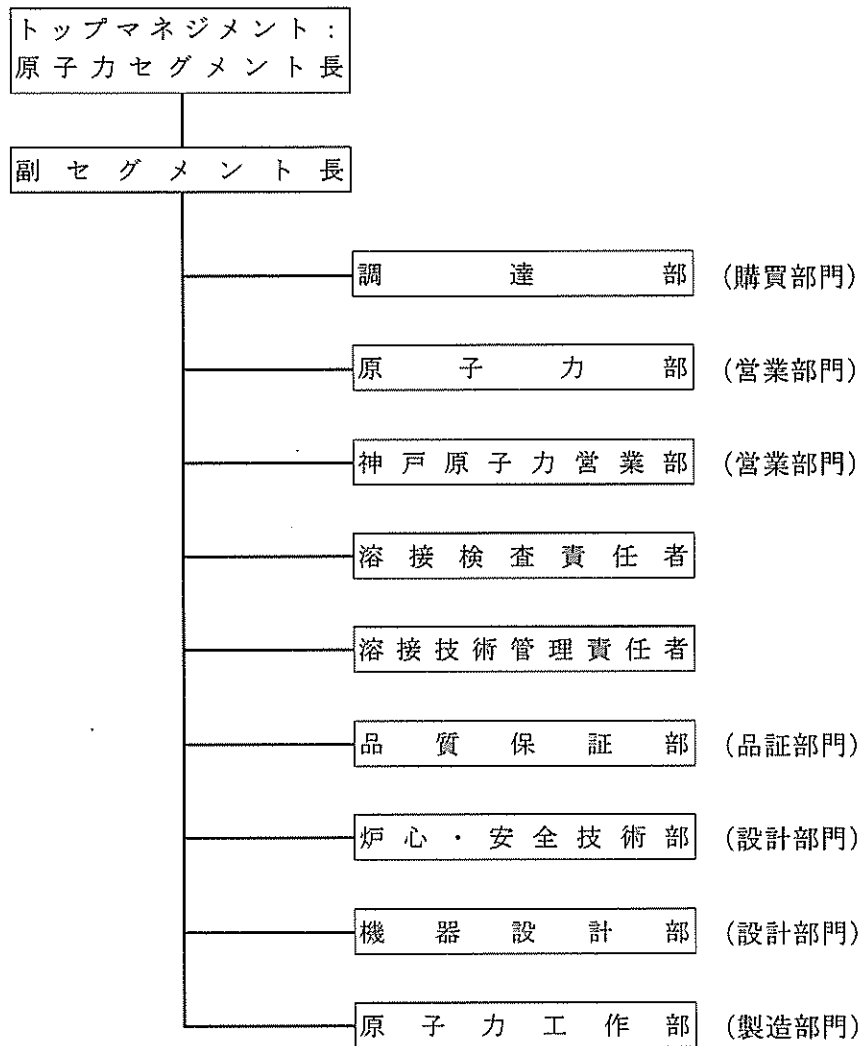 トップマネジメント：
原子力セグメント長
副セグメント長
調達部 (購買部門)
原子力部 (営業部門)
神戸原子力営業部 (営業部門)
溶接検査責任者
溶接技術管理責任者
品質保証部 (品証部門)
炉心・安全技術部 (設計部門)
機器設計部 (設計部門)
原子力工作部 (製造部門)